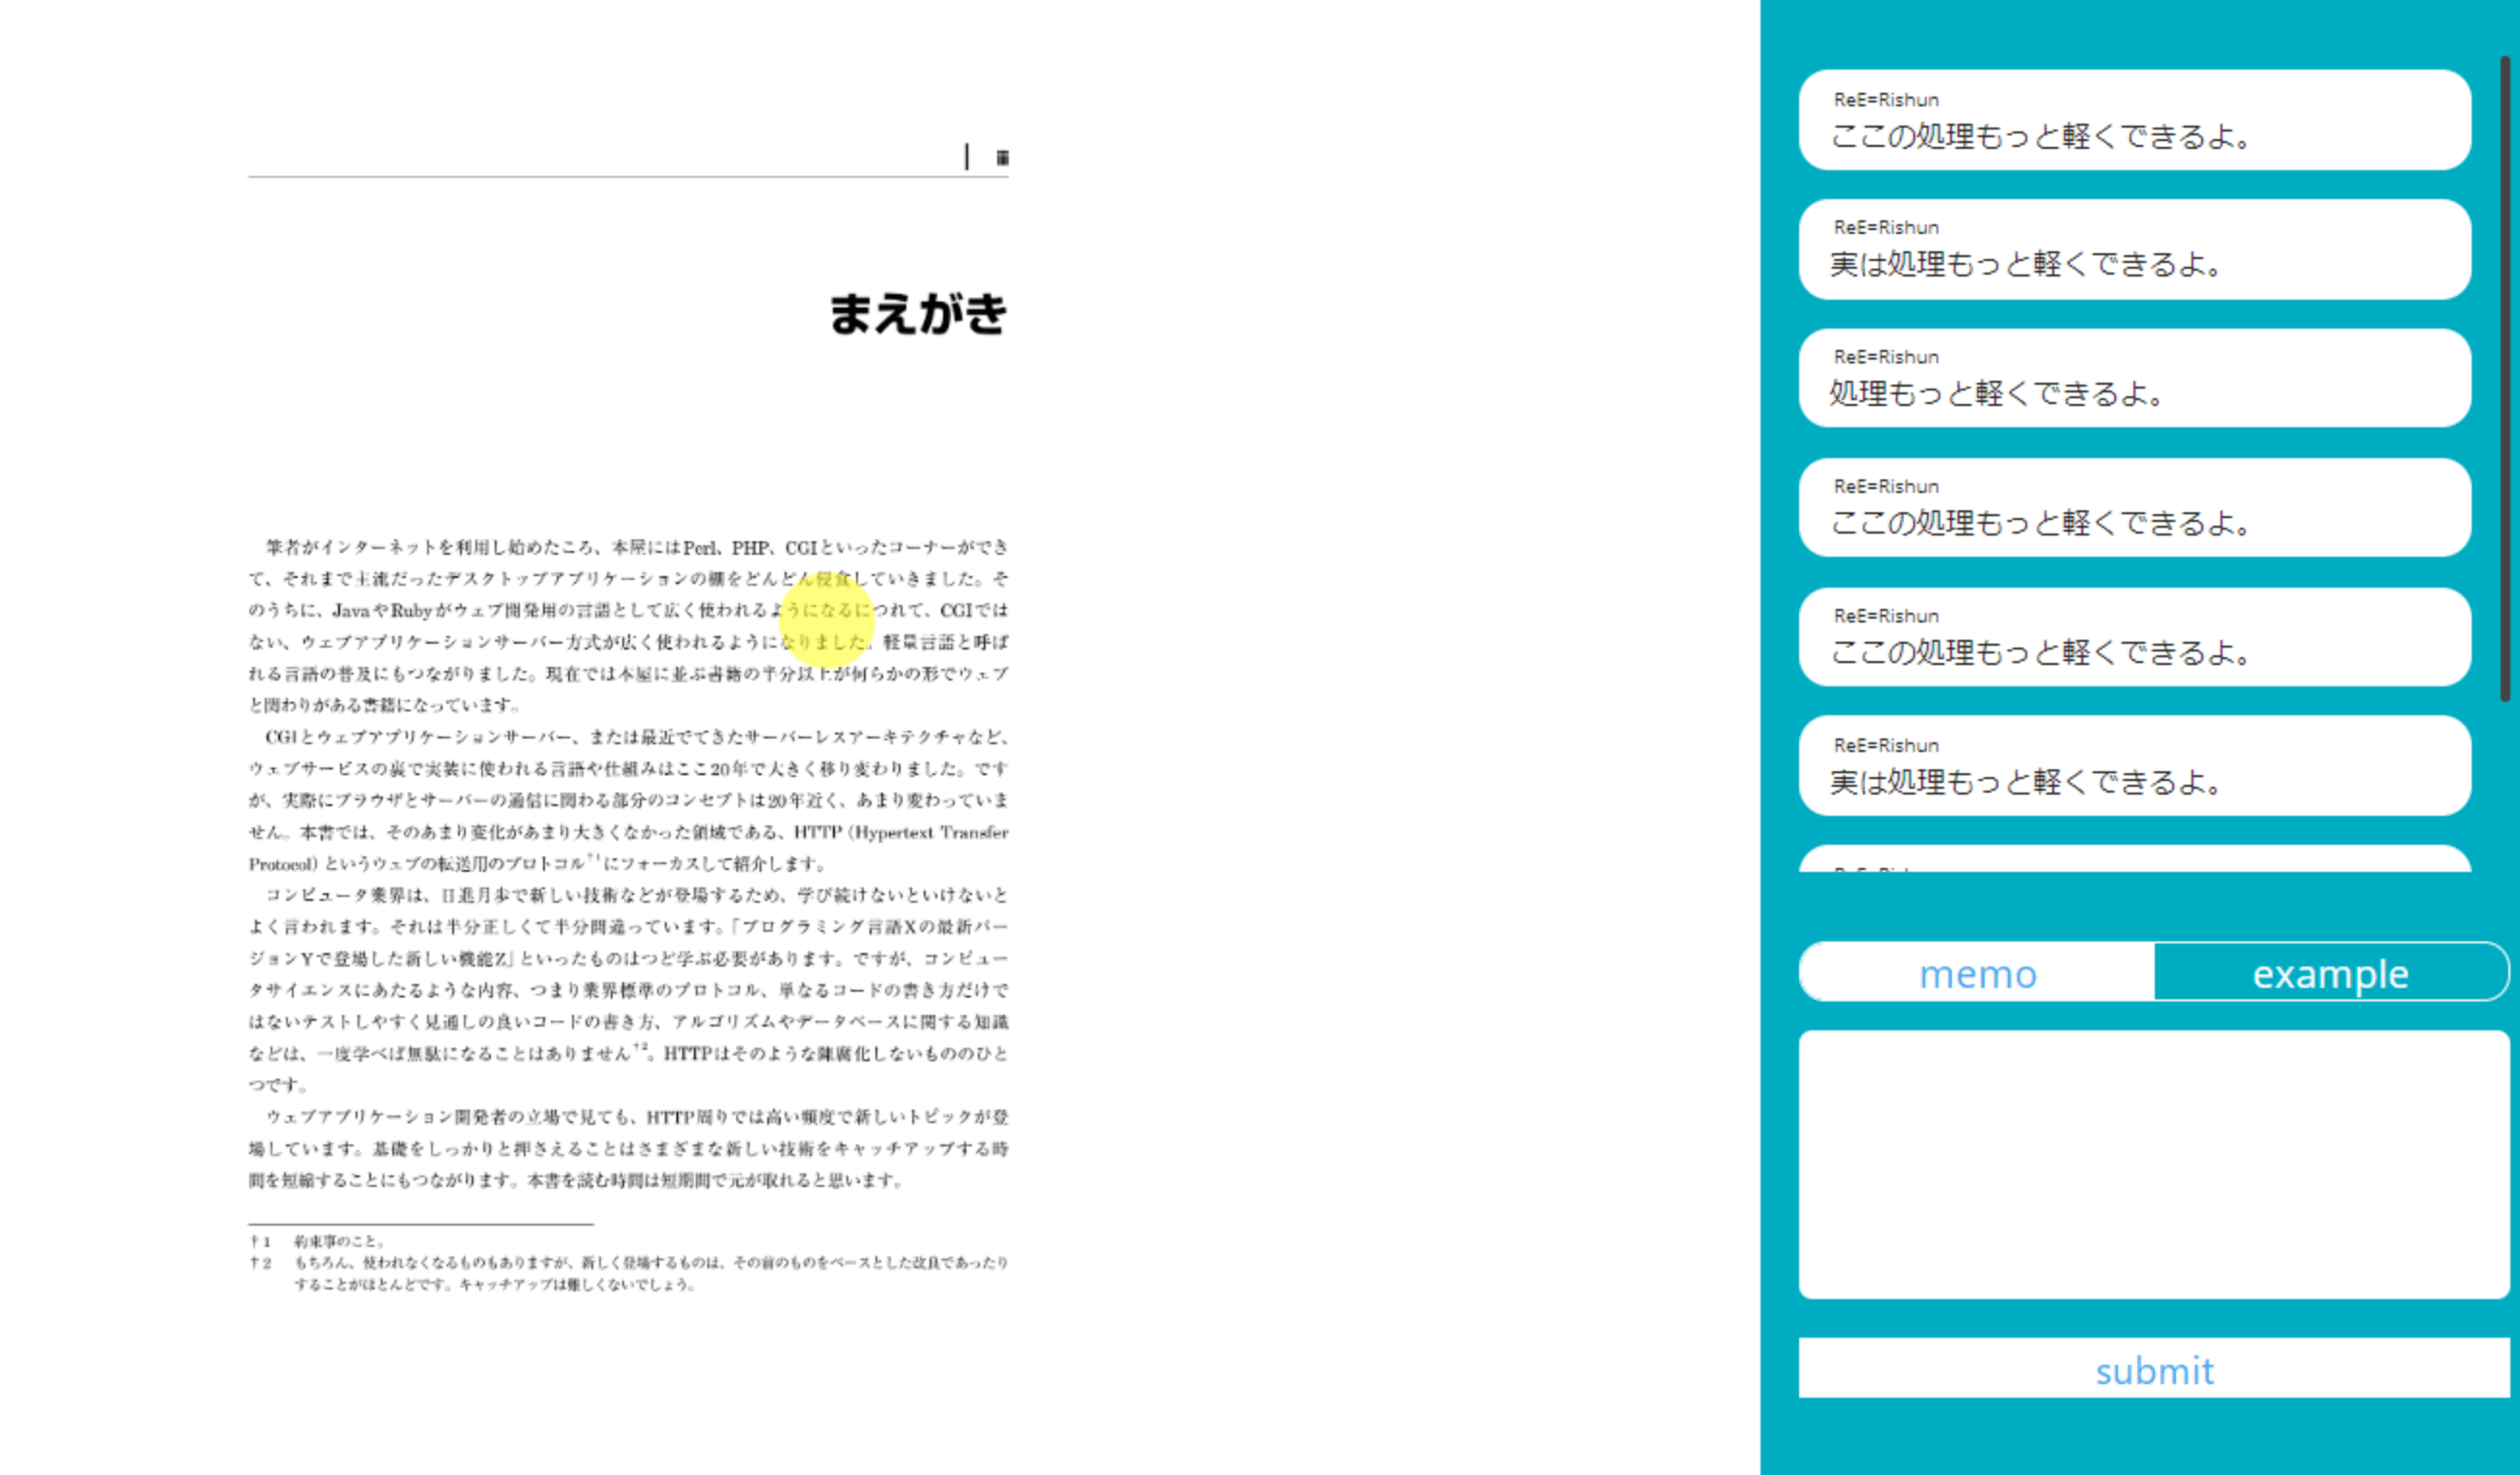 まえがき
筆者がインターネットを利用し始めたころ、本屋にはPerl、PHP、CGIといったコーナーができ
て、それまで主流だったデスクトップアプリケーションの棚をどんどん侵食していきました。そ
のうちに、JavaやRubyがウェブ開発用の言語として広く使われるようになるにつれて、CGIでは
ない、ウェブアプリケーションサーバー方式が広く使われるようになりました。軽量言語と呼ば
れる言語の普及にもつながりました。現在では本屋に並ぶ書籍の半分以上が何らかの形でウェブ
と関わりがある書籍になっています。
CGIとウェブアプリケーションサーバー、または最近でてきたサーバーレスアーキテクチャなど、
ウェブサービスの裏で実装に使われる言語や仕組みはここ20年で大きく移り変わりました。です
が、実際にブラウザとサーバーの通信に関わる部分のコンセプトは20年近く、あまり変わっていま
せん。本書では、そのあまり変化があまり大きくなかった領域である、HTTP（Hypertext Transfer
Protocol）というウェブの転送用のプロトコル†1にフォーカスして紹介します。
コンピュータ業界は、日進月歩で新しい技術などが登場するため、学び続けないといけないと
よく言われます。それは半分正しくて半分間違っています。「プログラミング言語Xの最新バー
ジョンYで登場した新しい機能Z」といったものはつど学ぶ必要があります。ですが、コンピュー
タサイエンスにあたるような内容、つまり業界標準のプロトコル、単なるコードの書き方だけで
はないテストしやすく見通しの良いコードの書き方、アルゴリズムやデータベースに関する知識
などは、一度学べば無駄になることはありません†2。HTTPはそのような陳腐化しないもののひと
つです。
ウェブアプリケーション開発者の立場で見ても、HTTP周りでは高い頻度で新しいトピックが登
場しています。基礎をしっかりと押さえることはさまざまな新しい技術をキャッチアップする時
間を短縮することにもつながります。本書を読む時間は短期間で元が取れると思います。
†1 約束事のこと。
†2 もちろん、使われなくなるものもありますが、新しく登場するものは、その前のものをベースとした改良であったり
することがほとんどです。キャッチアップは難しくないでしょう。
ReE=Rishun
ここの処理もっと軽くできるよ。
ReE=Rishun
実は処理もっと軽くできるよ。
ReE=Rishun
処理もっと軽くできるよ。
ReE=Rishun
ここの処理もっと軽くできるよ。
ReE=Rishun
ここの処理もっと軽くできるよ。
ReE=Rishun
実は処理もっと軽くできるよ。
memo
example
submit